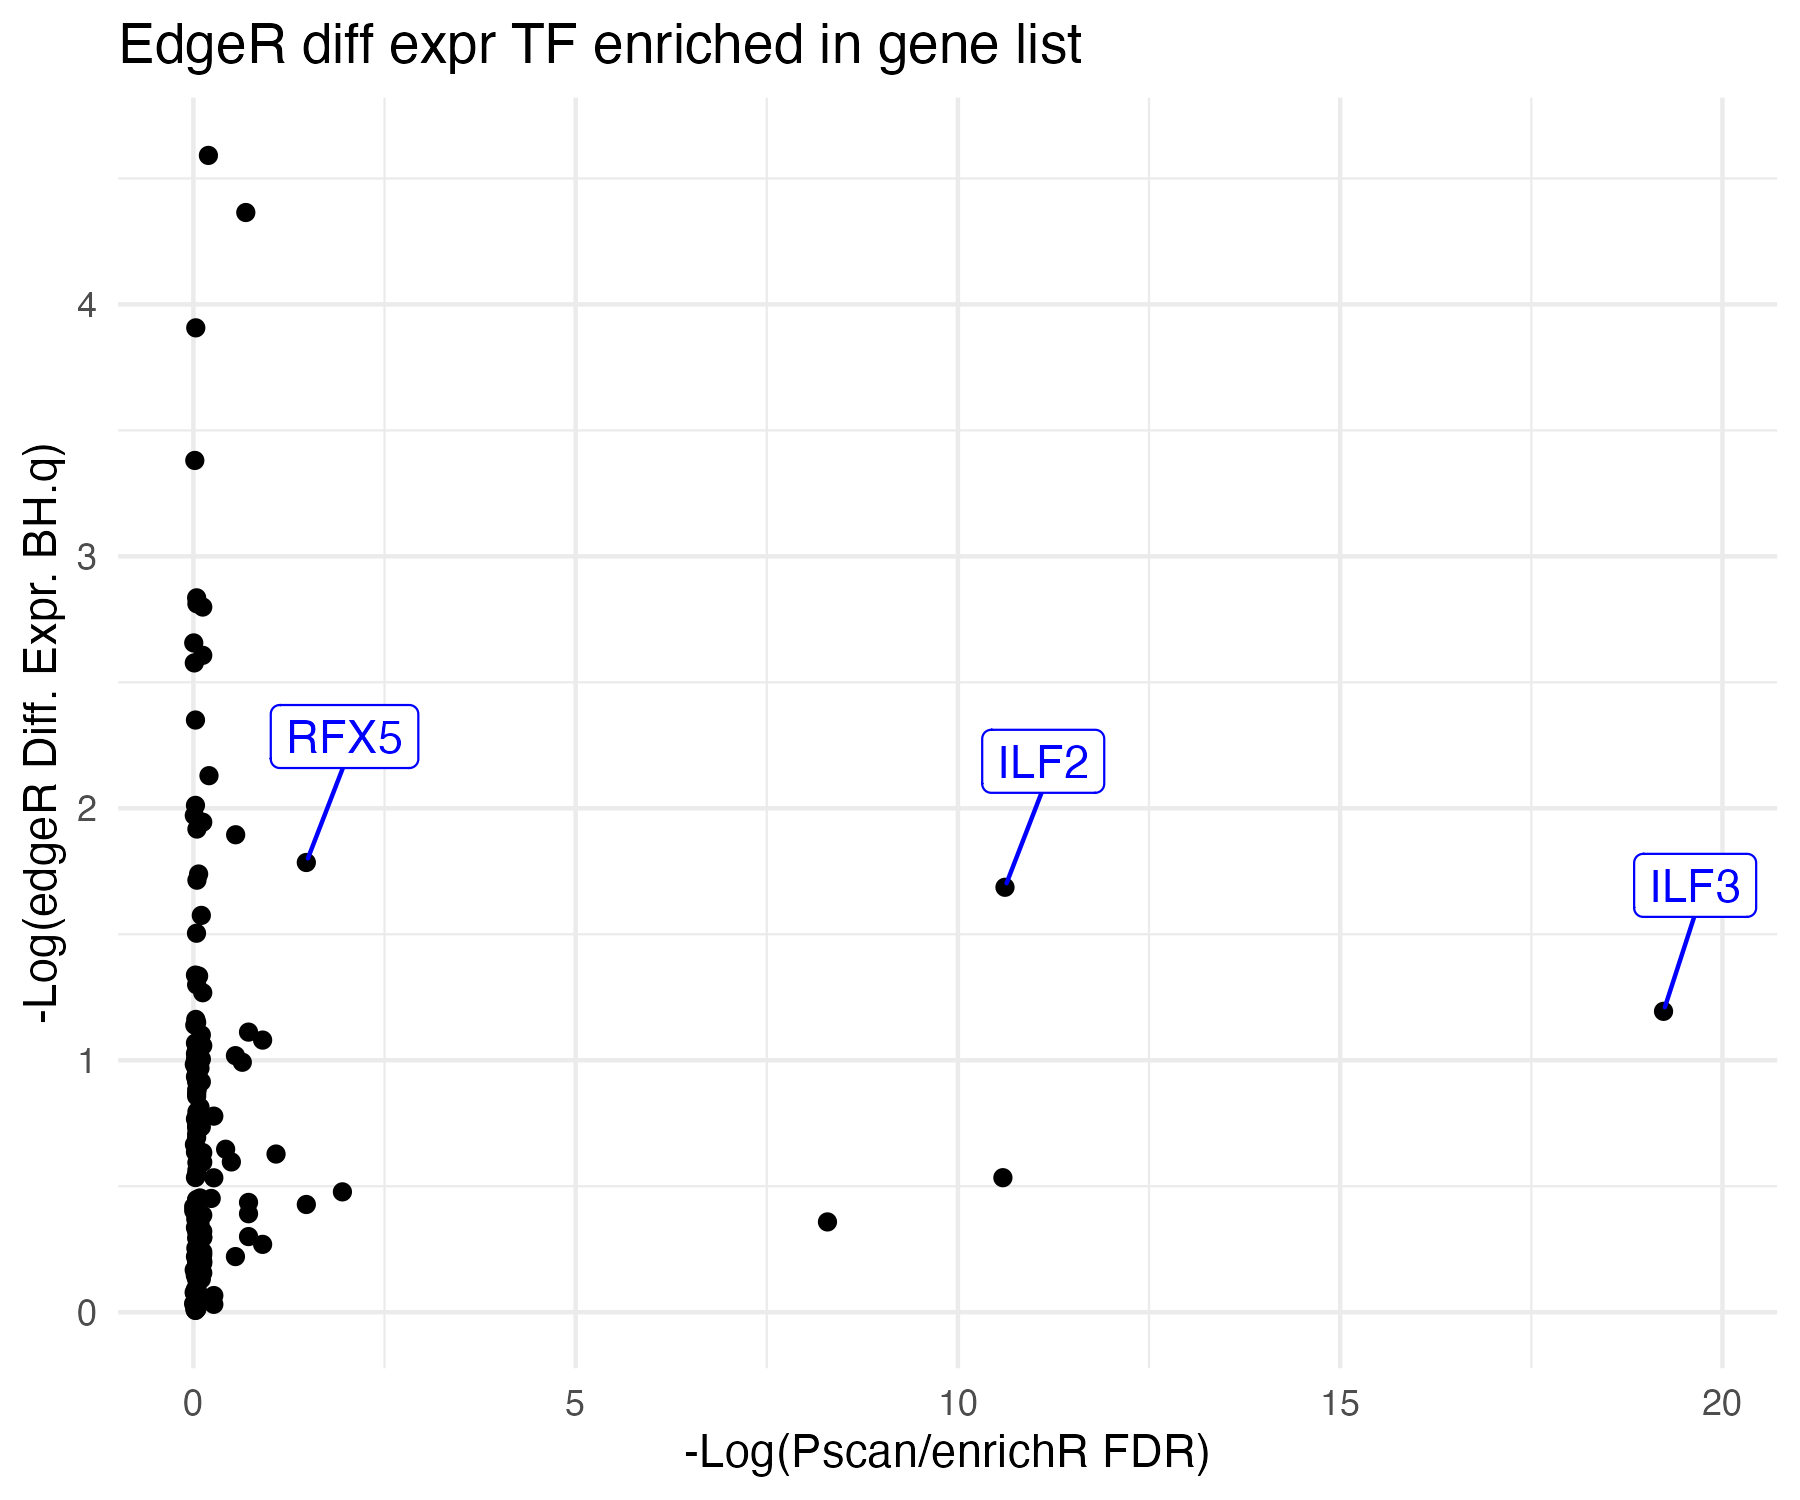 EdgeR diff expr TF enriched in gene list
-Log(edgeR Diff. Expr. BH.q)
4
3
2
1
0
RFX5
ILF2
ILF3
0 5 10 15 20
-Log(Pscan/enrichR FDR)